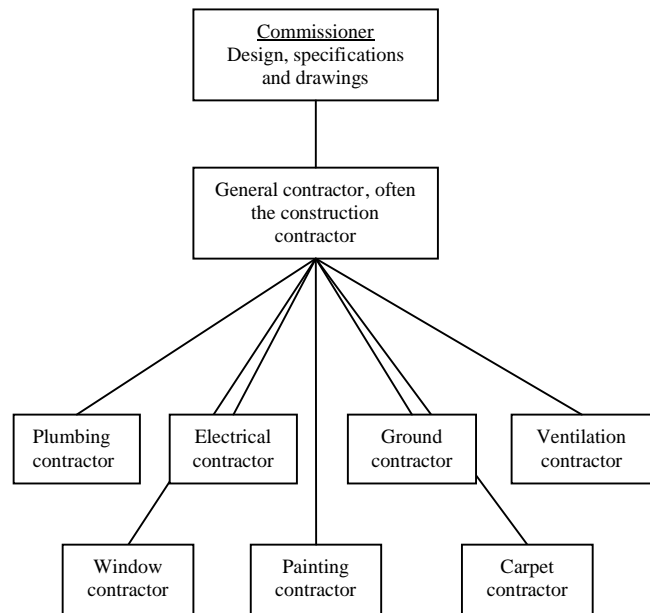 Commissioner
Design, specifications
and drawings
General contractor, often
the construction
contractor
Plumbing
contractor
Electrical
contractor
Ground
contractor
Ventilation
contractor
Window
contractor
Painting
contractor
Carpet
contractor